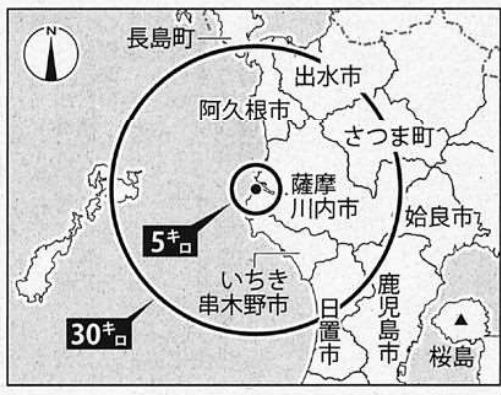 N
長島町
出水市
阿久根市
さつま町
薩摩
川内市
姶良市
5キロ
いちき
串木野市
30キロ
日置市
鹿児島市
桜島